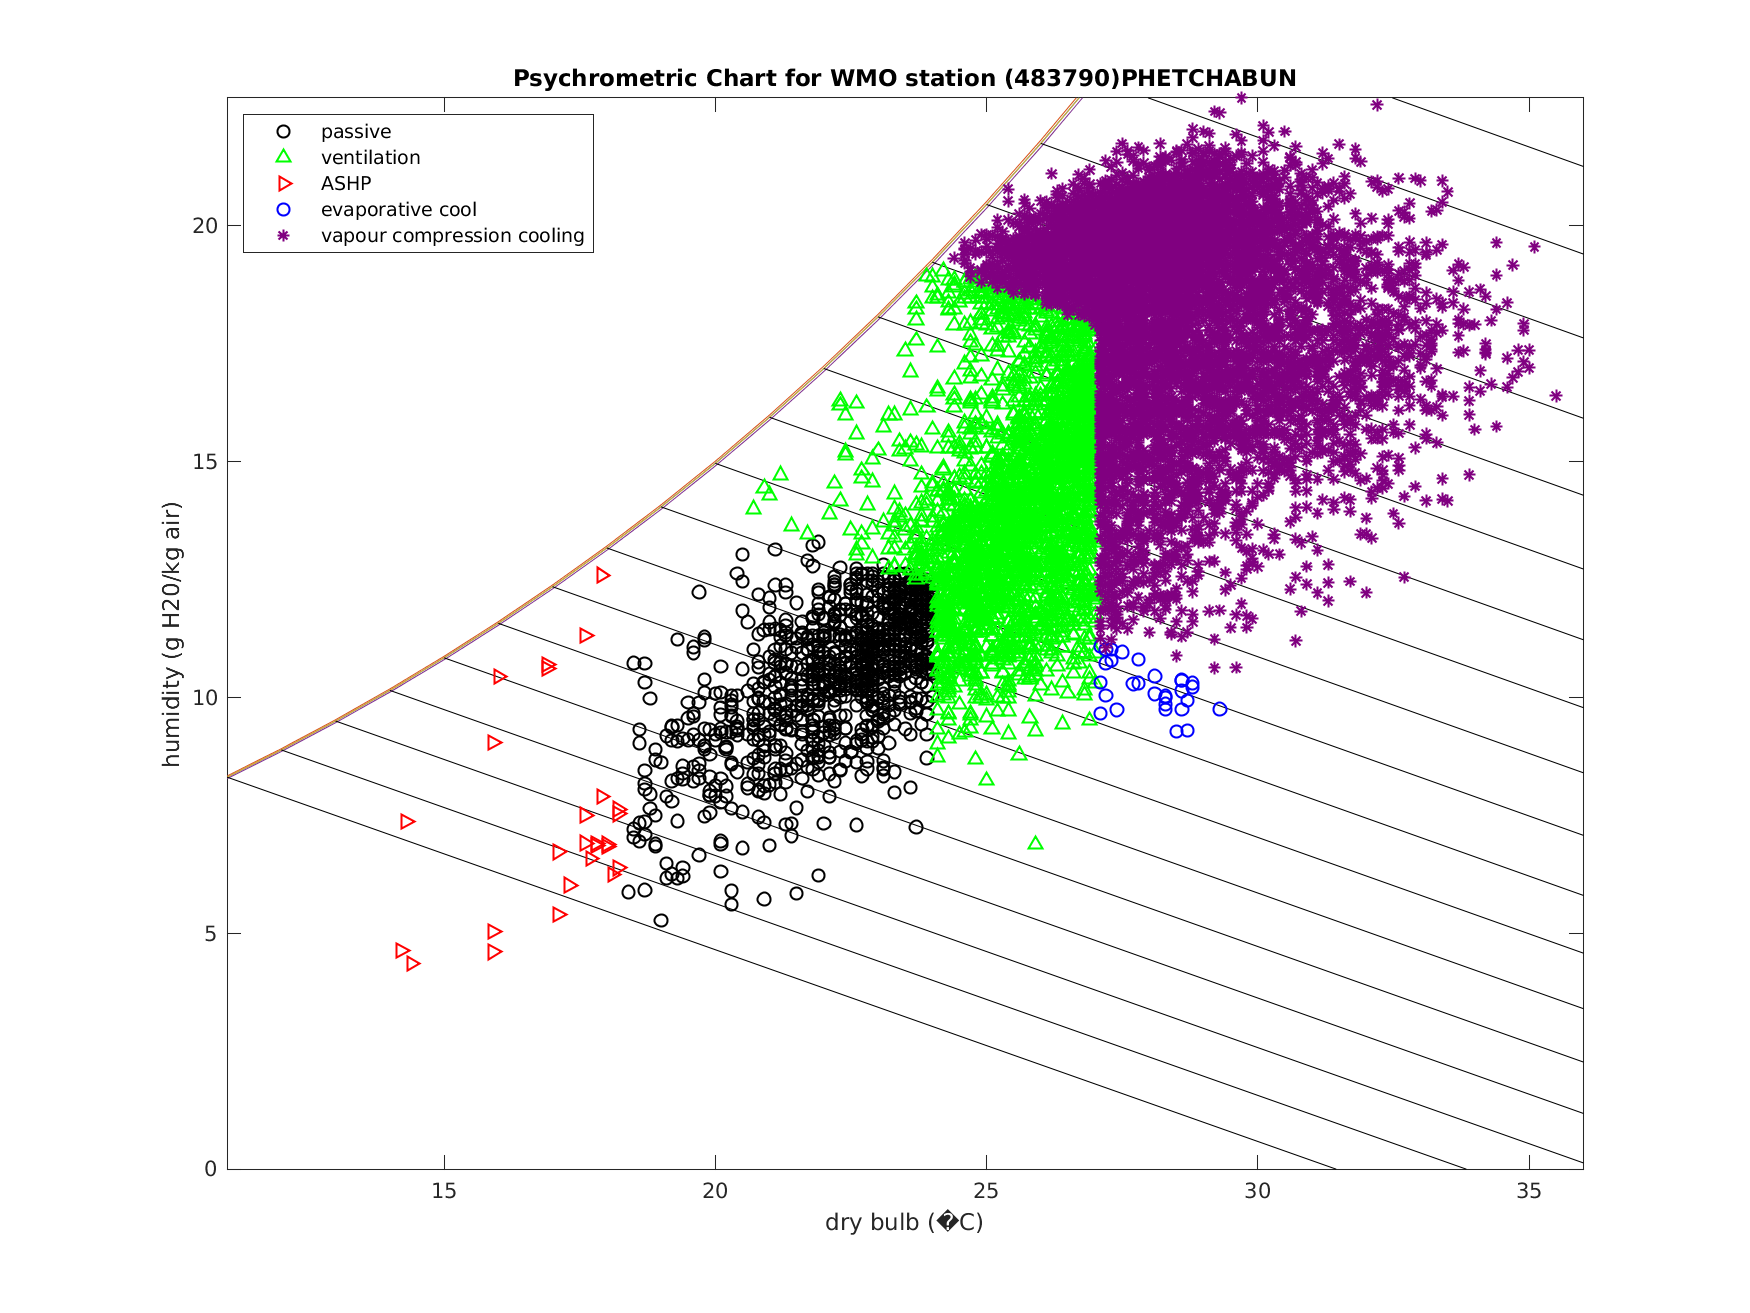 Psychrometric Chart for WMO station (483790)PHETCHABUN
passive
ventilation
ASHP
evaporative cool
vapour compression cooling
humidity (g H20/kg air)
20
15
10
5
0
15
20
25
30
35
dry bulb (�C)